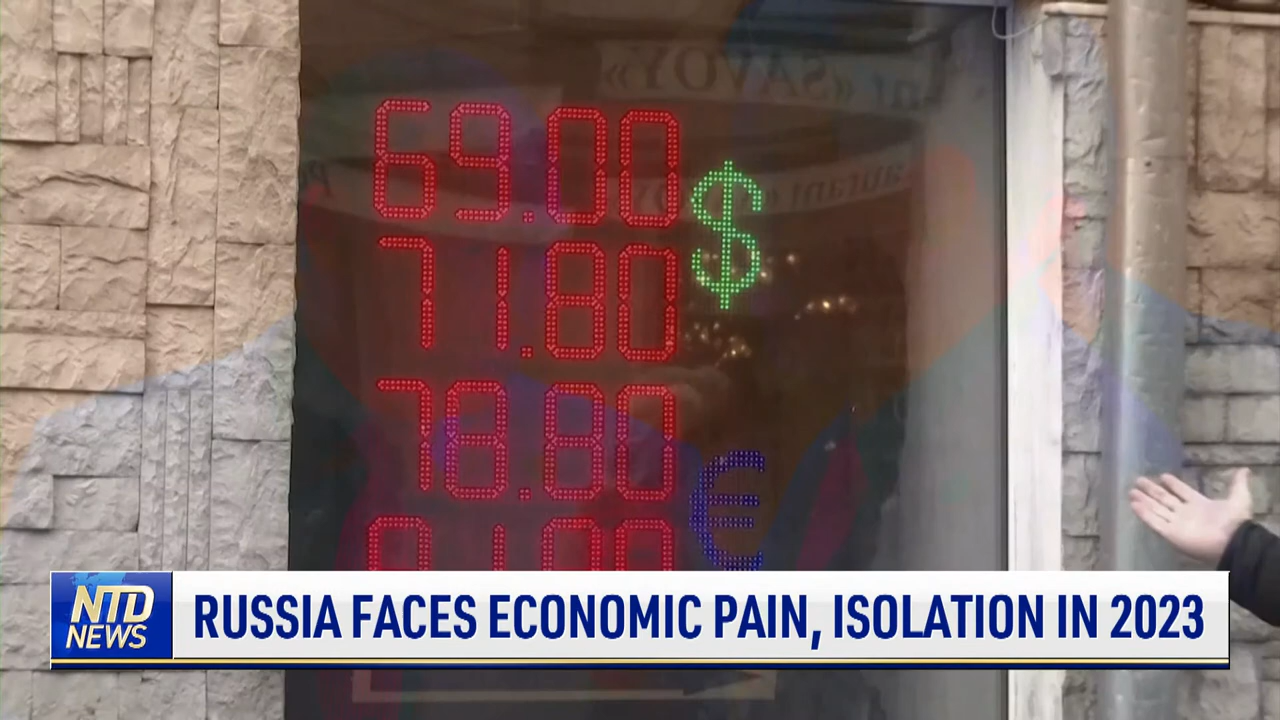 69.00
$
71.80
78.80
€
NTD
NEWS
RUSSIA FACES ECONOMIC PAIN, ISOLATION IN 2023